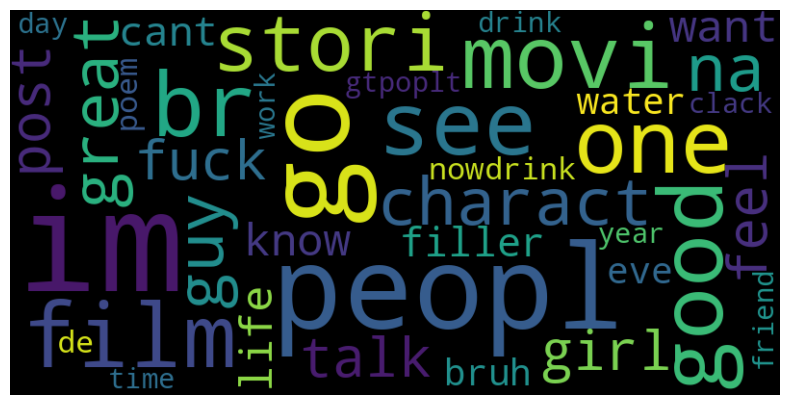 day
cant
stori
drink
want
great
movi
post
poem
br
work
gtpoplt
na
water
clack
go
see
one
fuck
nowdrink
charact
good
feel
im
guy
know
filler
year
peopl
eve
film
de
life
talk
girl
friend
time
bruh